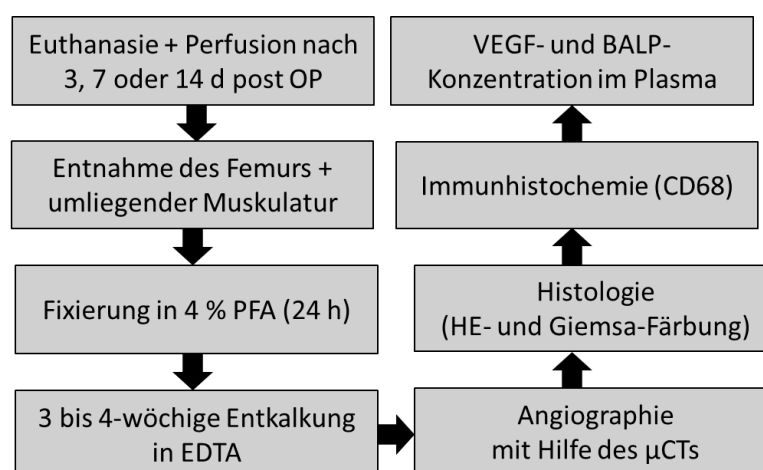 Euthanasie + Perfusion nach
3, 7 oder 14 d post OP
Entnahme des Femurs +
umliegender Muskulatur
Fixierung in 4 % PFA (24 h)
3 bis 4-wöchige Entkalkung
in EDTA
Angiographie
mit Hilfe des µCTs
Histologie
(HE- und Giemsa-Färbung)
Immunhistochemie (CD68)
VEGF- und BALP-
Konzentration im Plasma